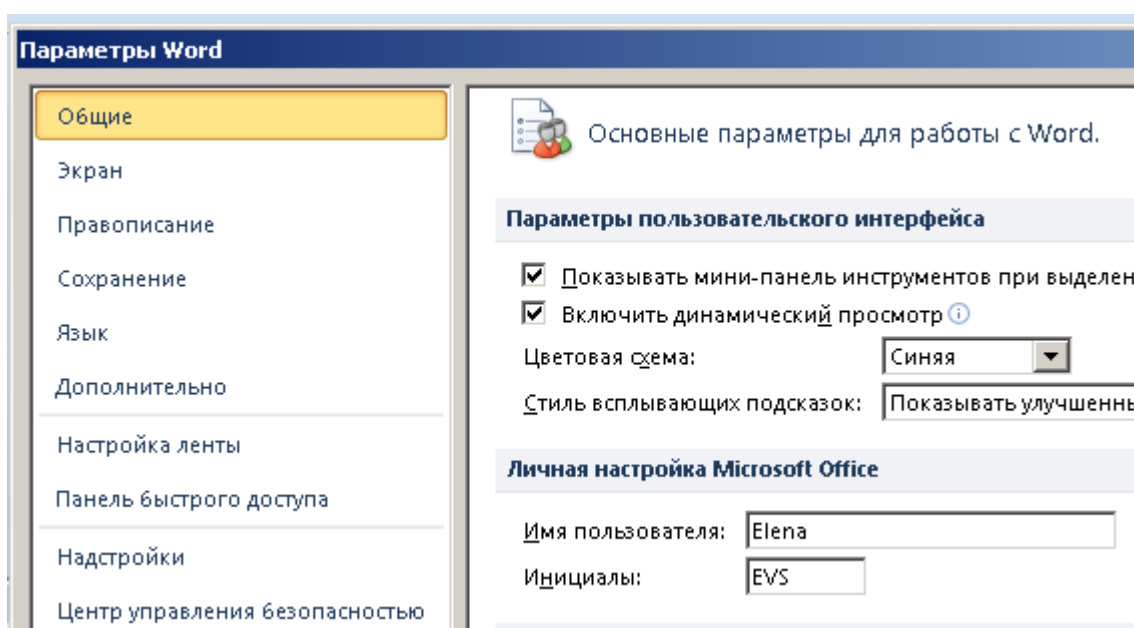 Параметры Word
Общие
Экран
Правописание
Сохранение
Язык
Дополнительно
Настройка ленты
Панель быстрого доступа
Надстройки
Центр управления безопасностью
Основные параметры для работы с Word.
Параметры пользовательского интерфейса
Показывать мини-панель инструментов при выделен
Включить динамический просмотр
Цветовая схема: Синяя
Стиль всплывающих подсказок: Показывать улучшенны
Личная настройка Microsoft Office
Имя пользователя: Elena
Инициалы: EVS